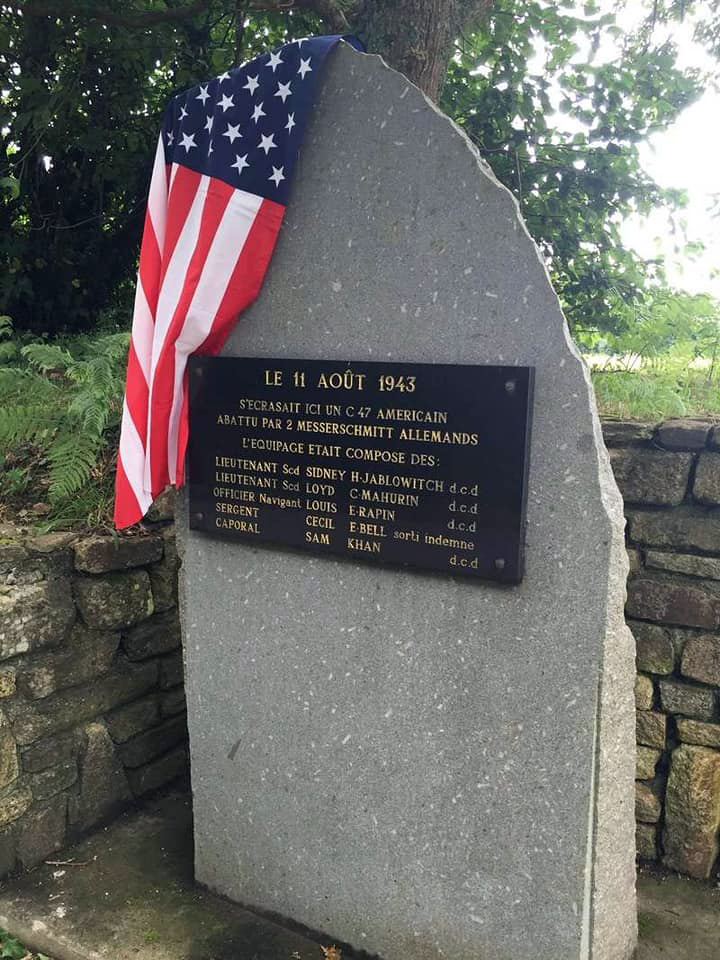 LE 11 AOÛT 1943
S'ECRASAIT ICI UN C 47 AMERICAIN
ABATTU PAR 2 MESSERSCHMITT ALLEMANDS
L'EQUIPAGE ETAIT COMPOSE DES:
LIEUTENANT Scd SIDNEY H·JABLOWITCH d.c.d
LIEUTENANT Scd LOYD C·MAHURIN d.c.d
OFFICIER Navigant LOUIS E·RAPIN d.c.d
SERGENT CECIL E·BELL sorti indemne
CAPORAL SAM KHAN d.c.d